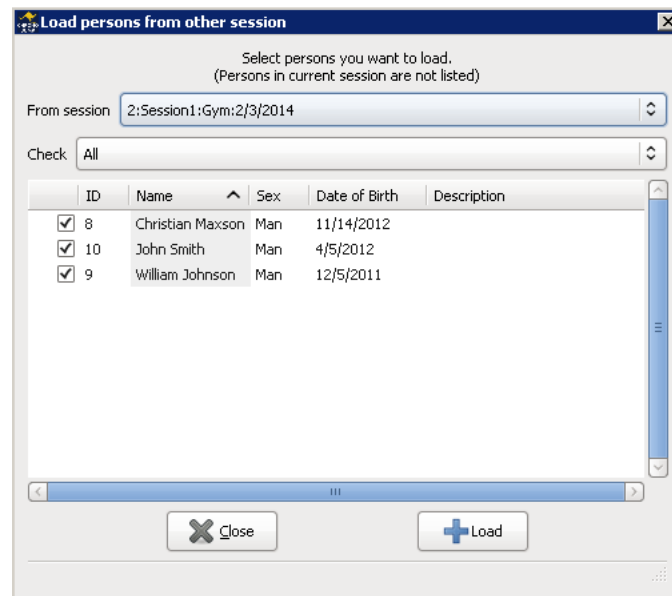 Load persons from other session
Select persons you want to load.
(Persons in current session are not listed)
From session 2:Session1:Gym:2/3/2014
Check All
ID Name Sex Date of Birth Description
8 Christian Maxson Man 11/14/2012
10 John Smith Man 4/5/2012
9 William Johnson Man 12/5/2011
Close Load